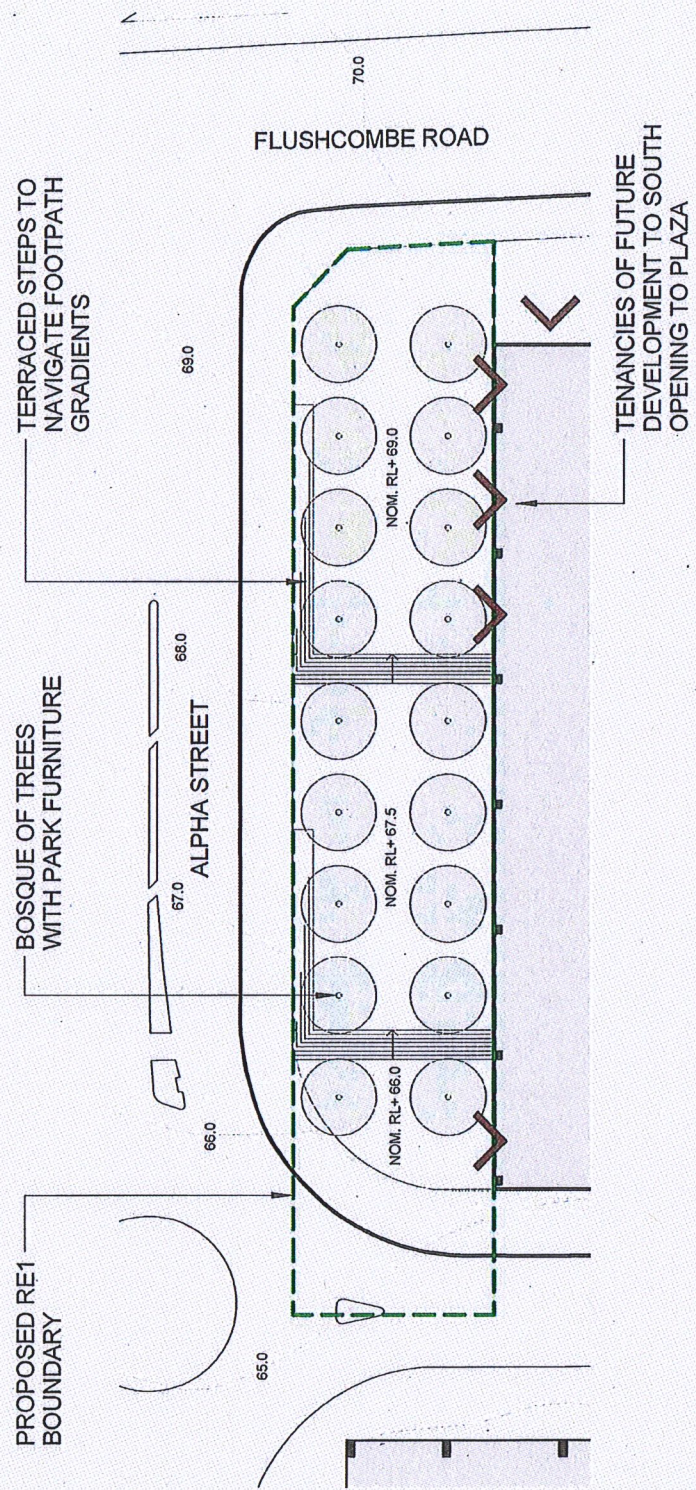 PROPOSED RE1
BOUNDARY
BOSQUE OF TREES
WITH PARK FURNITURE
TERRACED STEPS TO
NAVIGATE FOOTPATH
GRADIENTS
65.0
66.0
67.0
68.0
69.0
70.0
ALPHA STREET
FLUSHCOMBE ROAD
NOM. RL+ 66.0
NOM. RL+ 67.5
NOM. RL+ 69.0
TENANCIES OF FUTURE
DEVELOPMENT TO SOUTH
OPENING TO PLAZA